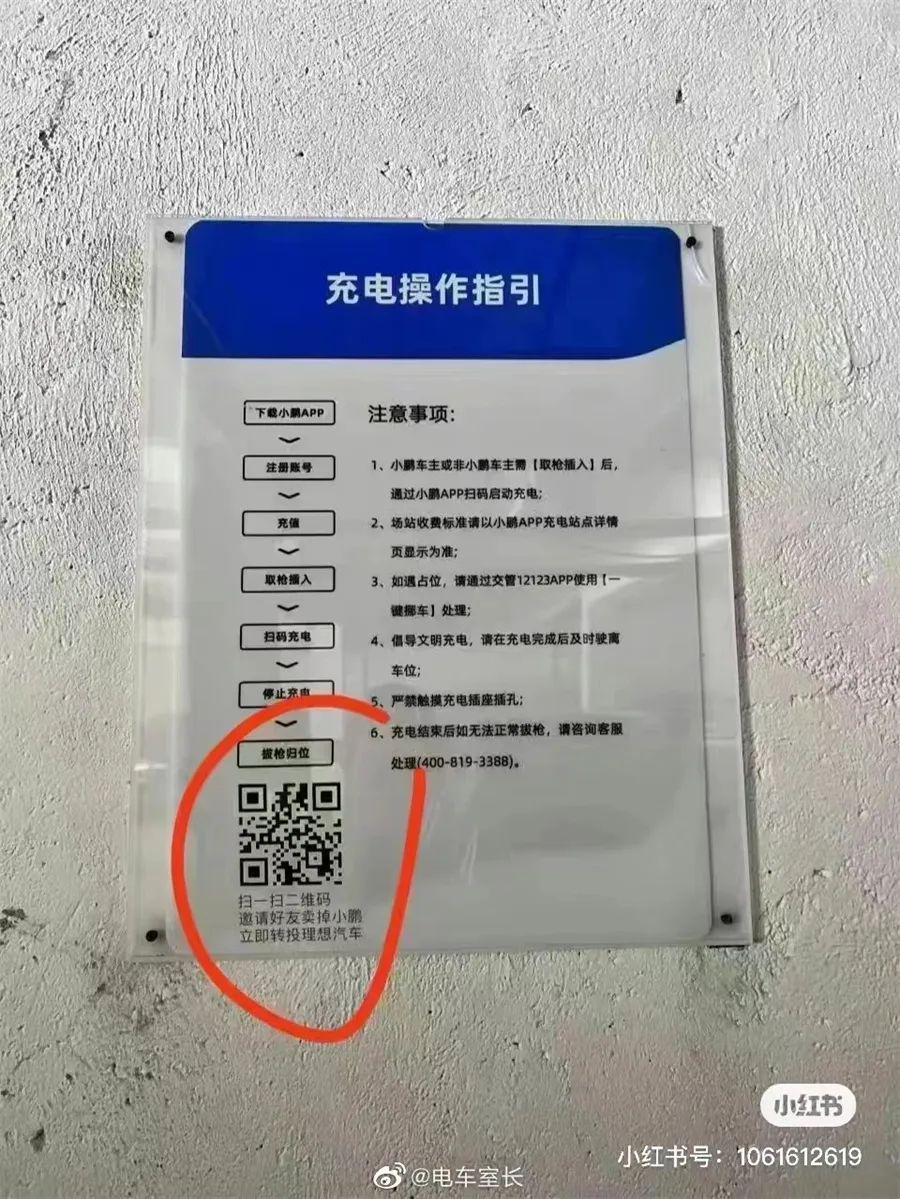 充电操作指引
下载小鹏APP
注册账号
充值
取枪插入
扫码充电
停止充电
拔枪归位
扫一扫二维码
邀请好友卖掉小鹏
立即转投理想汽车
注意事项：
1、小鹏车主或非小鹏车主需【取枪插入】后，
通过小鹏APP扫码启动充电;
2、场站收费标准请以小鹏APP充电站点详情
页显示为准;
3、如遇占位，请通过交管12123APP使用【一
键挪车】处理;
4、倡导文明充电，请在充电完成后及时驶离
车位;
5、严禁触摸充电插座插孔;
6、充电结束后如无法正常拔枪，请咨询客服
处理(400-819-3388)。
小红书
小红书号：1061612619
@电车室长